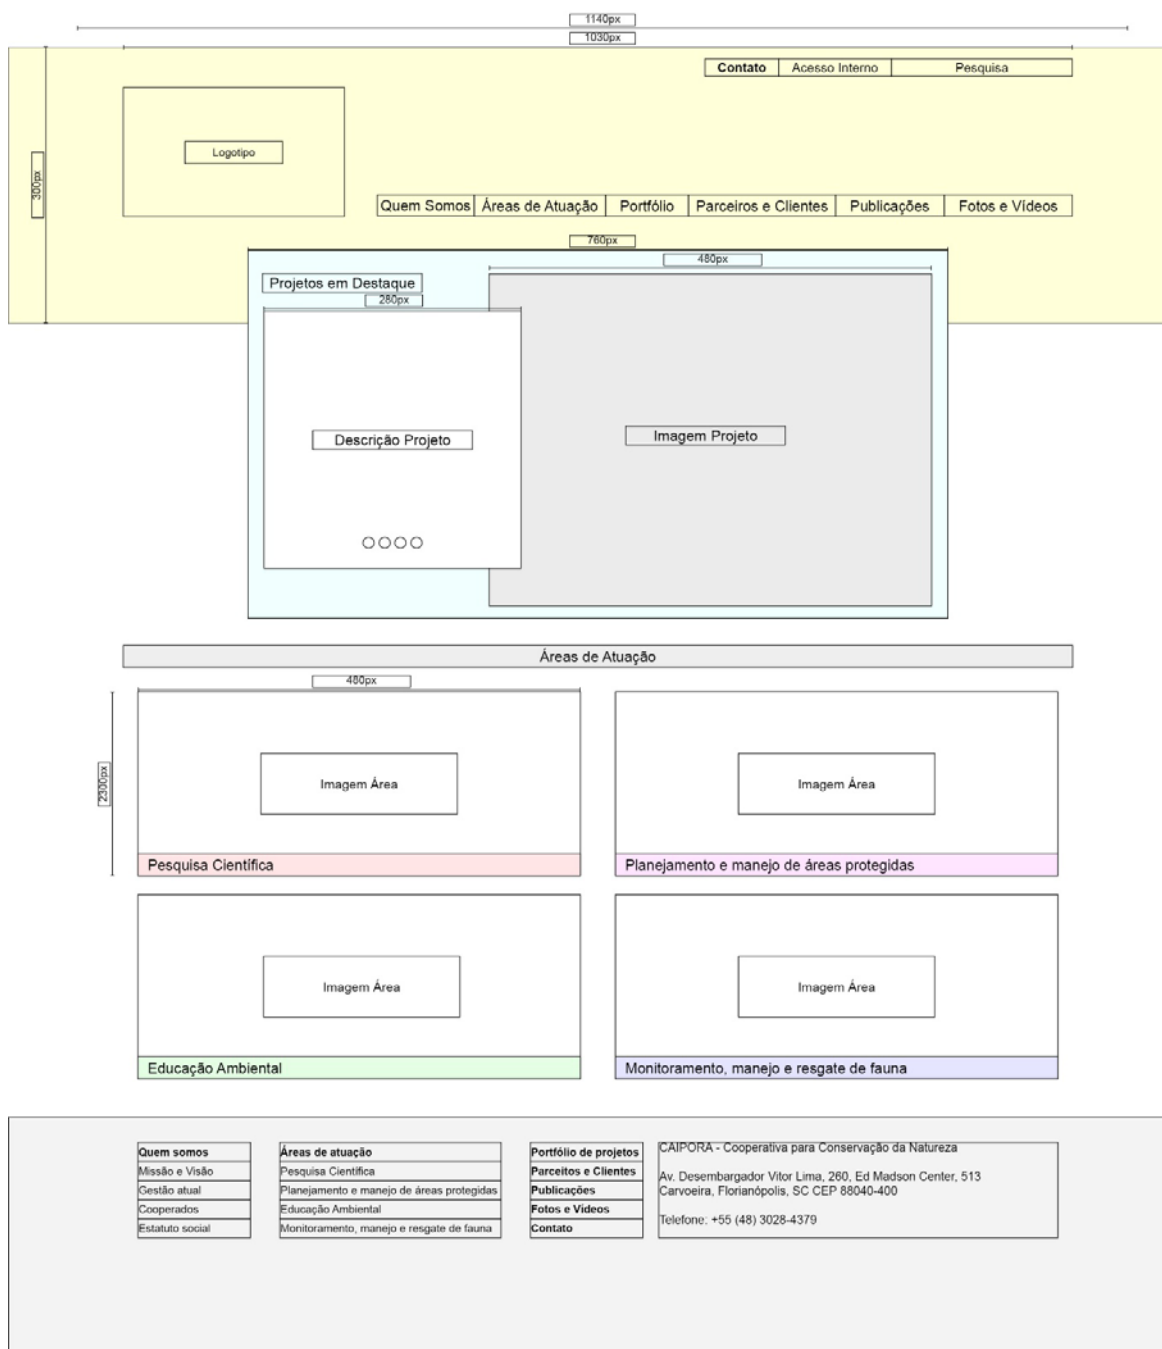 1140px
1030px
Contato Acesso Interno Pesquisa
Logotipo
300px
Quem Somos Áreas de Atuação Portfólio Parceiros e Clientes Publicações Fotos e Vídeos
760px
480px
Projetos em Destaque
280px
Descrição Projeto
Imagem Projeto
Áreas de Atuação
480px
2300px
Imagem Área
Imagem Área
Pesquisa Científica
Planejamento e manejo de áreas protegidas
Imagem Área
Imagem Área
Educação Ambiental
Monitoramento, manejo e resgate de fauna
Quem somos
Missão e Visão
Gestão atual
Cooperados
Estatuto social
Áreas de atuação
Pesquisa Científica
Planejamento e manejo de áreas protegidas
Educação Ambiental
Monitoramento, manejo e resgate de fauna
Portfólio de projetos
Parceitos e Clientes
Publicações
Fotos e Vídeos
Contato
CAIPORA - Cooperativa para Conservação da Natureza
Av. Desembargador Vitor Lima, 260, Ed Madson Center, 513
Carvoeira, Florianópolis, SC CEP 88040-400
Telefone: +55 (48) 3028-4379